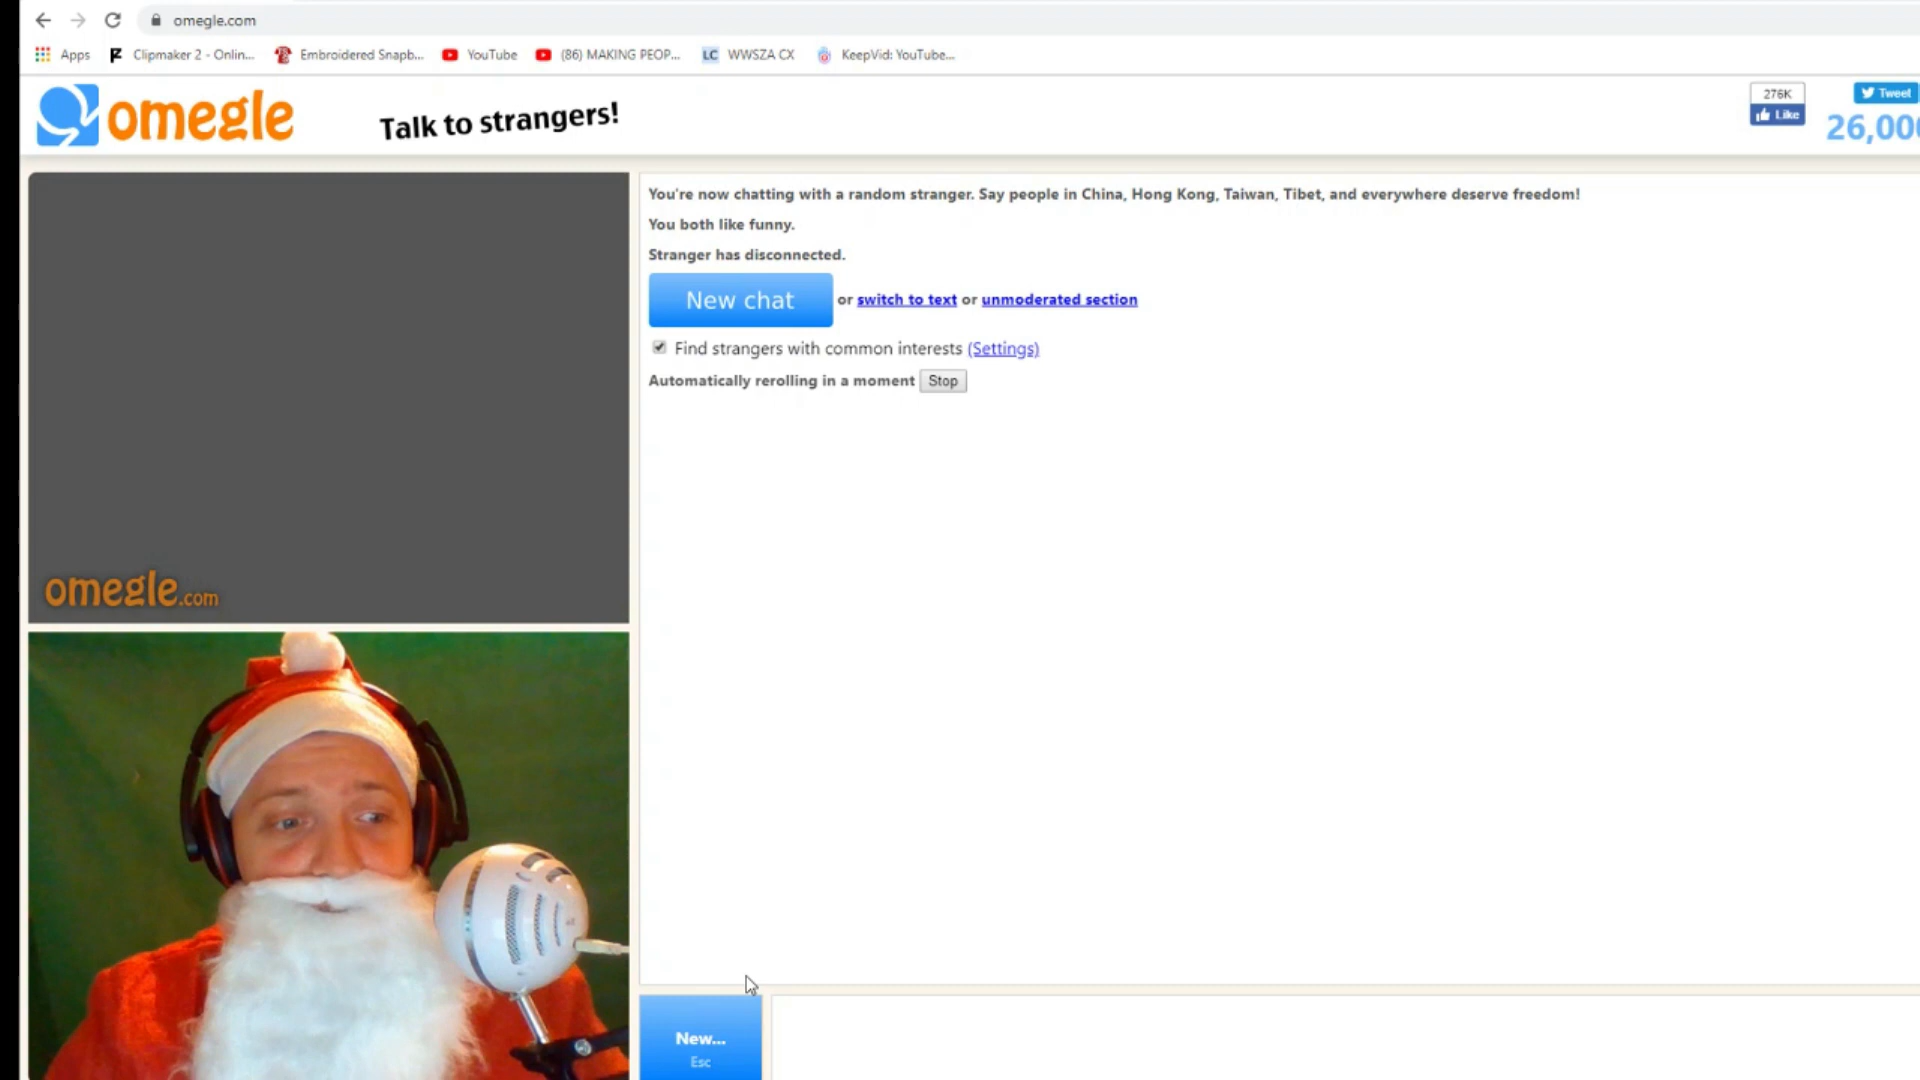 omegle.com
Apps
Clipmaker 2 - Onlin...
Embroidered Snapb...
YouTube
(86) MAKING PEOP...
LC WWSZA CX
KeepVid: YouTube...
omegle
Talk to strangers!
276K
Like
Tweet
26,00
You're now chatting with a random stranger. Say people in China, Hong Kong, Taiwan, Tibet, and everywhere deserve freedom!
You both like funny.
Stranger has disconnected.
New chat or switch to text or unmoderated section
Find strangers with common interests (Settings)
Automatically rerolling in a moment Stop
omegle.com
New...
Esc